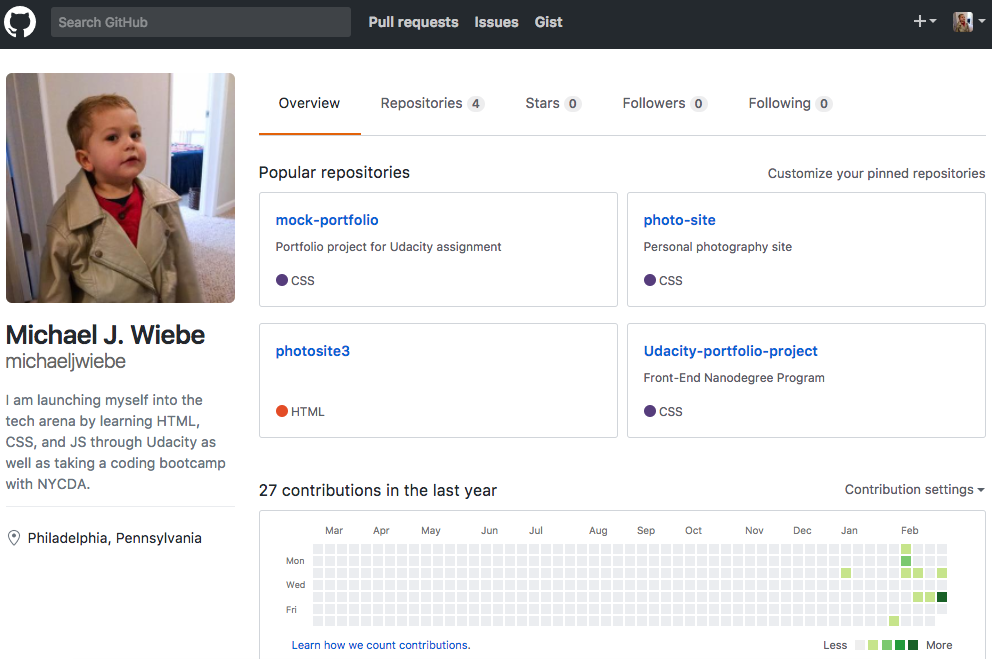 Search GitHub Pull requests Issues Gist
Overview Repositories 4 Stars 0 Followers 0 Following 0
Popular repositories Customize your pinned repositories
mock-portfolio
Portfolio project for Udacity assignment
CSS
photo-site
Personal photography site
CSS
photosite3
HTML
Udacity-portfolio-project
Front-End Nanodegree Program
CSS
Michael J. Wiebe
michaeljwiebe
I am launching myself into the
tech arena by learning HTML,
CSS, and JS through Udacity as
well as taking a coding bootcamp
with NYCDA.
Philadelphia, Pennsylvania
27 contributions in the last year Contribution settings
Mar Apr May Jun Jul Aug Sep Oct Nov Dec Jan Feb
Mon
Wed
Fri
Learn how we count contributions. Less More